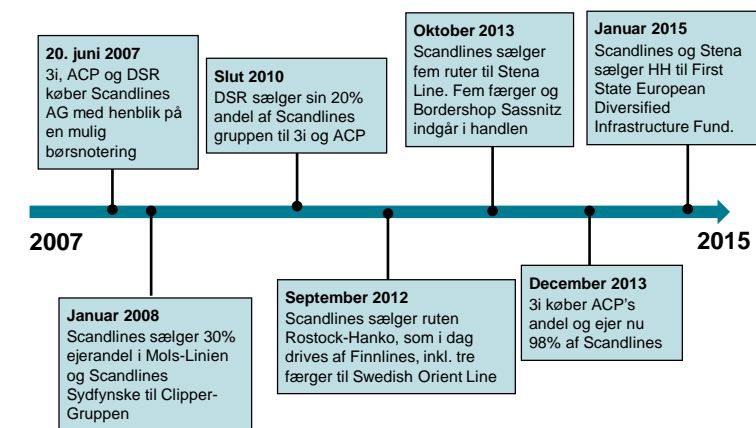 20. juni 2007
3i, ACP og DSR
køber Scandlines
AG med henblik på
en mulig
børsnotering
Slut 2010
DSR sælger sin 20%
andel af Scandlines
gruppen til 3i og ACP
Oktober 2013
Scandlines sælger
fem ruter til Stena
Line. Fem færger og
Bordershop Sassnitz
indgår i handlen
Januar 2015
Scandlines og Stena
sælger HH til First
State European
Diversified
Infrastructure Fund.
2007
2015
Januar 2008
Scandlines sælger 30%
ejerandel i Mols-Linien
og Scandlines
Sydfynske til Clipper-
Gruppen
September 2012
Scandlines sælger ruten
Rostock-Hanko, som i dag
drives af Finnlines, inkl. tre
færger til Swedish Orient Line
December 2013
3i køber ACP's
andel og ejer nu
98% af Scandlines